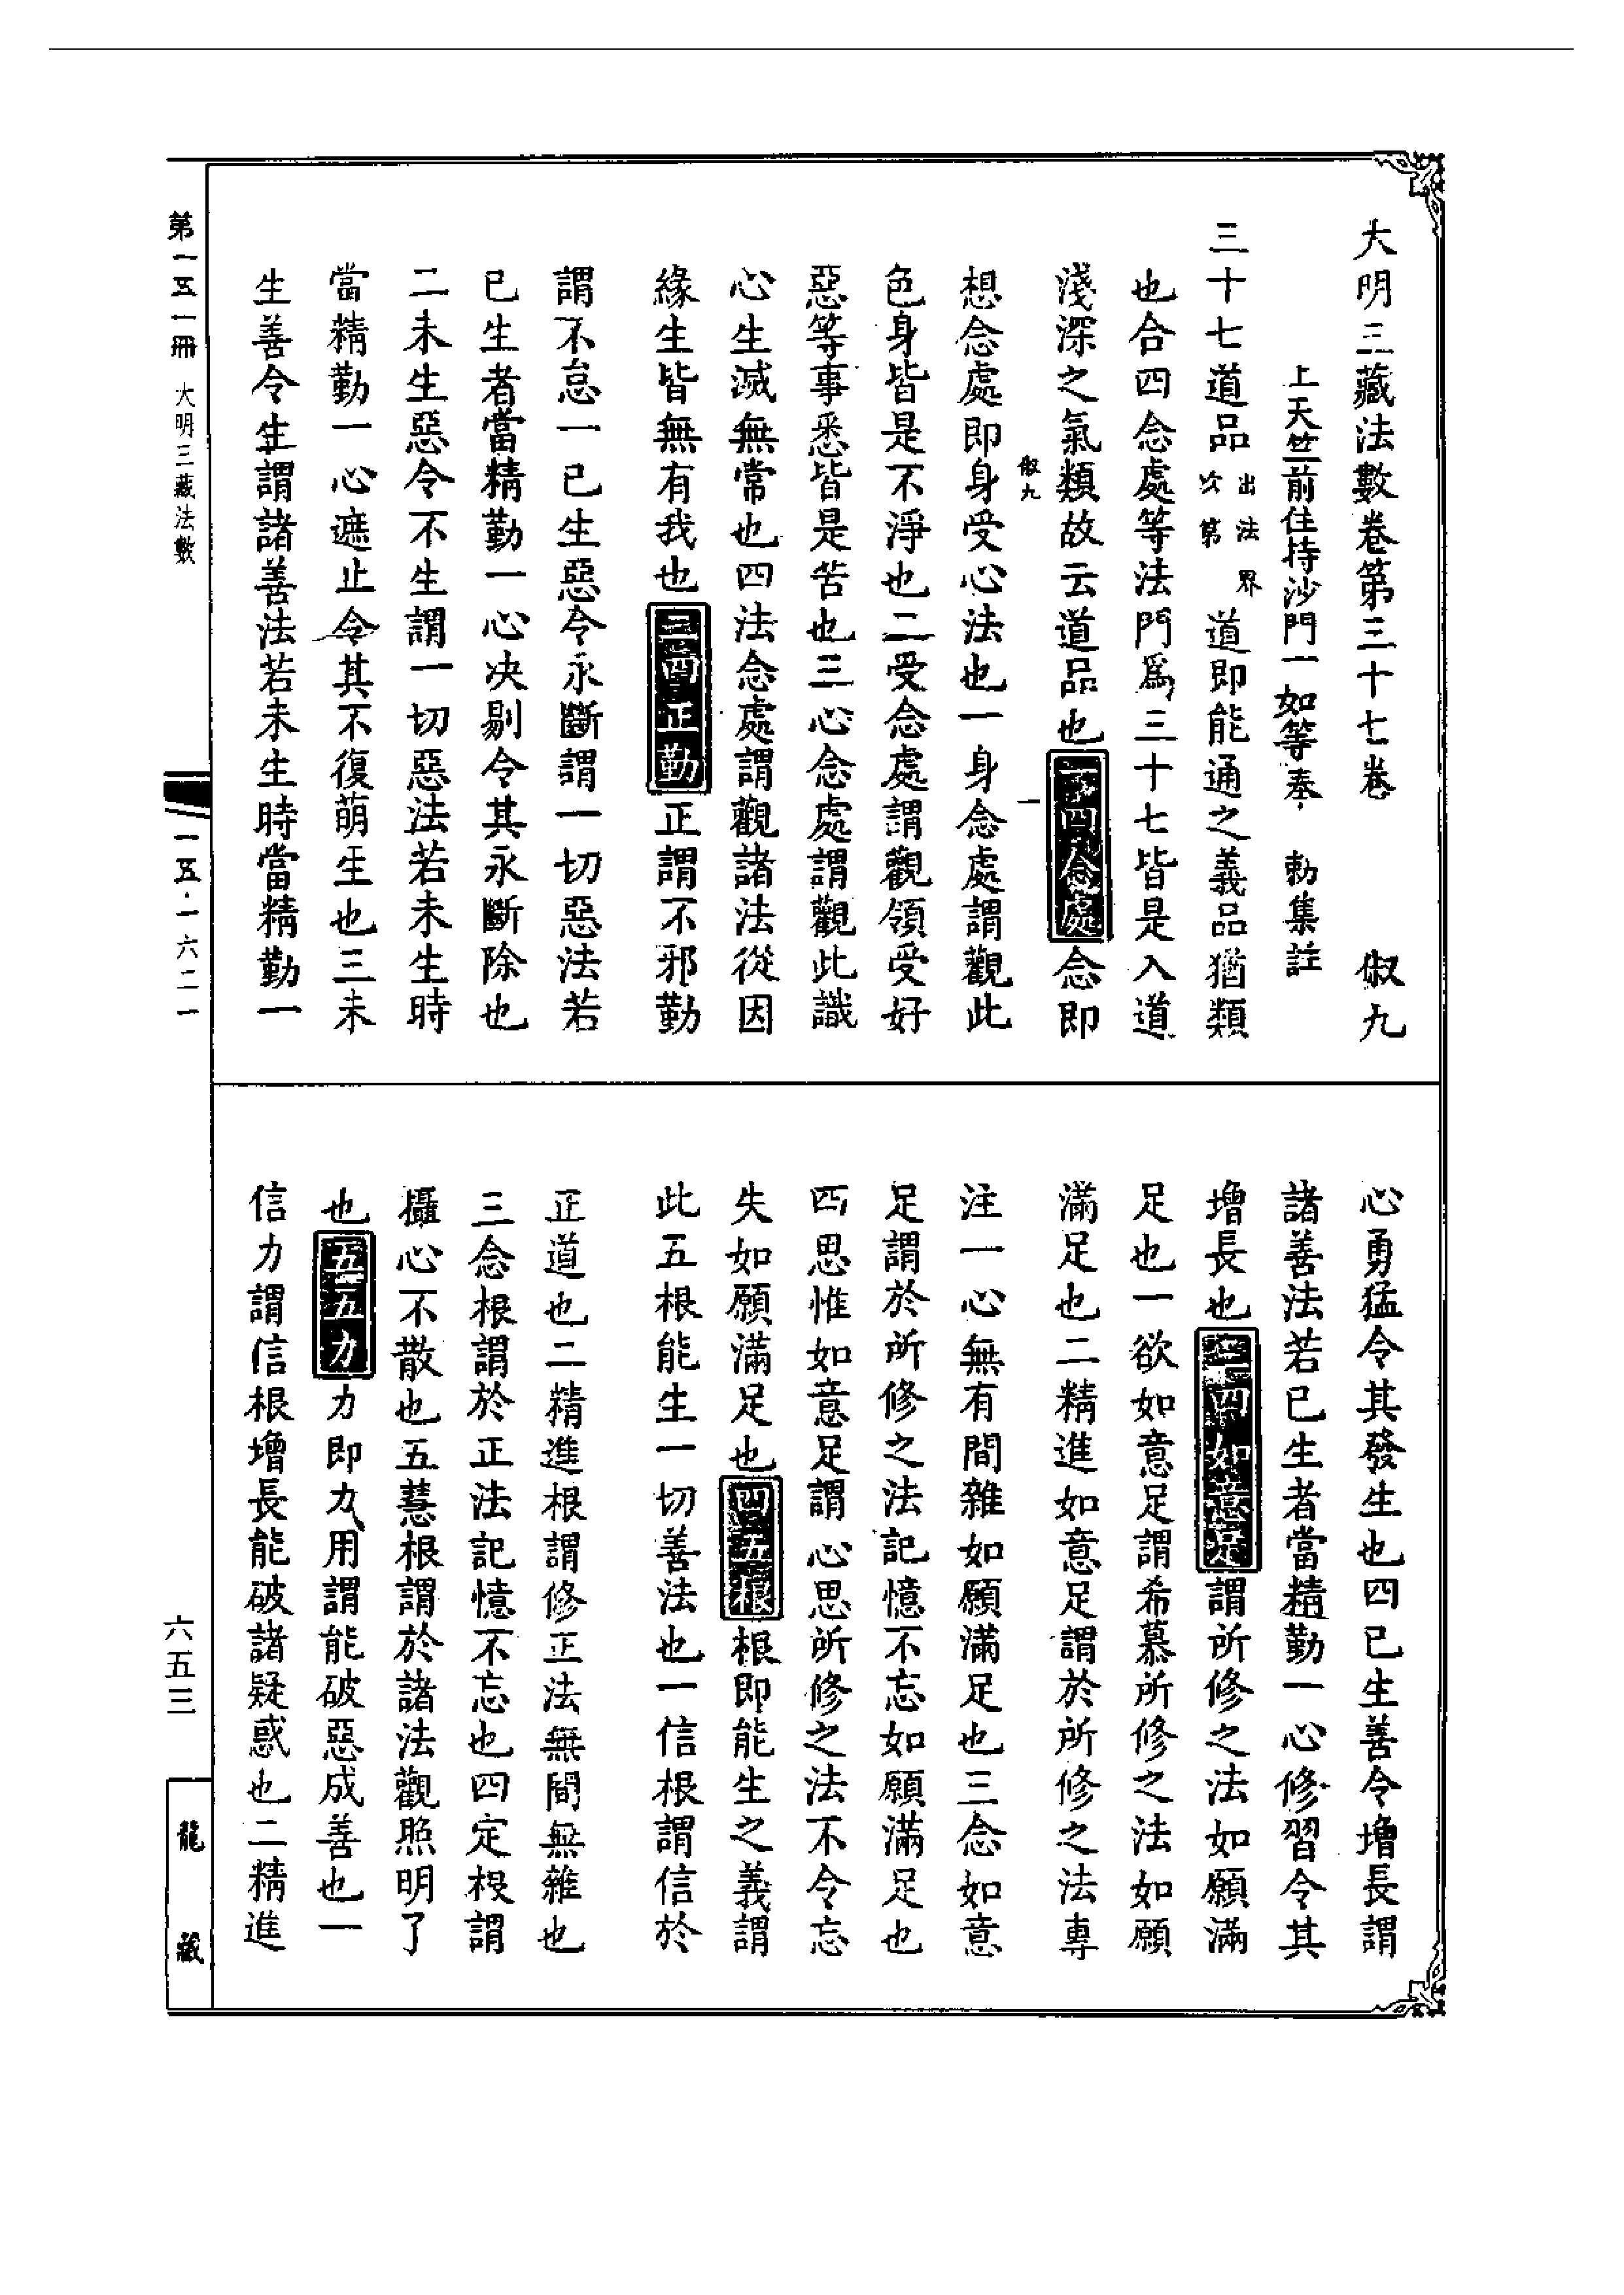 大明三藏法數卷第三十七卷　俶九
上天竺前住持沙門一如等奉　勅集註
三十七道品出法界次第道即能通之義品猶類
也合四念處等法門爲三十七皆是入道
淺深之氣類故云道品也一四念處念即
俶九　一
想念處即身受心法也一身念處謂觀此
色身皆是不淨也二受念處謂觀領受好
惡等事悉皆是苦也三心念處謂觀此識
心生滅無常也四法念處謂觀諸法從因
緣生皆無有我也二四正勤正謂不邪勤
謂不怠一已生惡令永斷謂一切惡法若
已生者當精勤一心決剔令其永斷除也
二未生惡令不生謂一切惡法若未生時
當精勤一心遮止令其不復萌生也三未
生善令生謂諸善法若未生時當精勤一
心勇猛令其發生也四已生善令增長謂
諸善法若已生者當精勤一心修習令其
增長也三四如意足謂所修之法如願滿
足也一欲如意足謂希慕所修之法如願
滿足也二精進如意足謂於所修之法專
注一心無有間雜如願滿足也三念如意
足謂於所修之法記憶不忘如願滿足也
四思惟如意足謂心思所修之法不令忘
失如願滿足也四五根根即能生之義謂
此五根能生一切善法也一信根謂信於
正道也二精進根謂修正法無間無雜也
三念根謂於正法記憶不忘也四定根謂
攝心不散也五慧根謂於諸法觀照明了
也五五力力即力用謂能破惡成善也一
信力謂信根增長能破諸疑惑也二精進
第一五一冊　大明三藏法數
一五·一六二一
六五三
龍藏